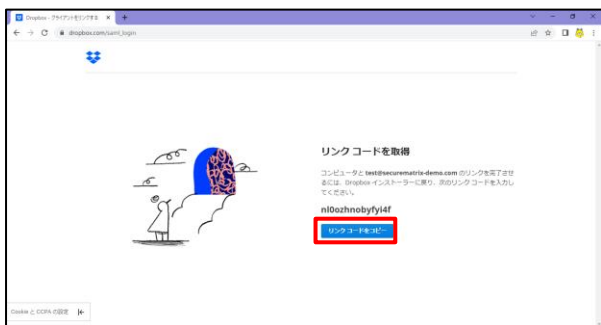 Dropbox - クライアントをリンクする
dropbox.com/saml_login
リンク コードを取得
コンピュータと test@securematrix-demo.com のリンクを完了させ
るには、Dropbox インストーラーに戻り、次のリンク コードを入力し
てください。
nl0ozhnobyfyi4f
リンク コードをコピー
Cookie と CCPA の設定